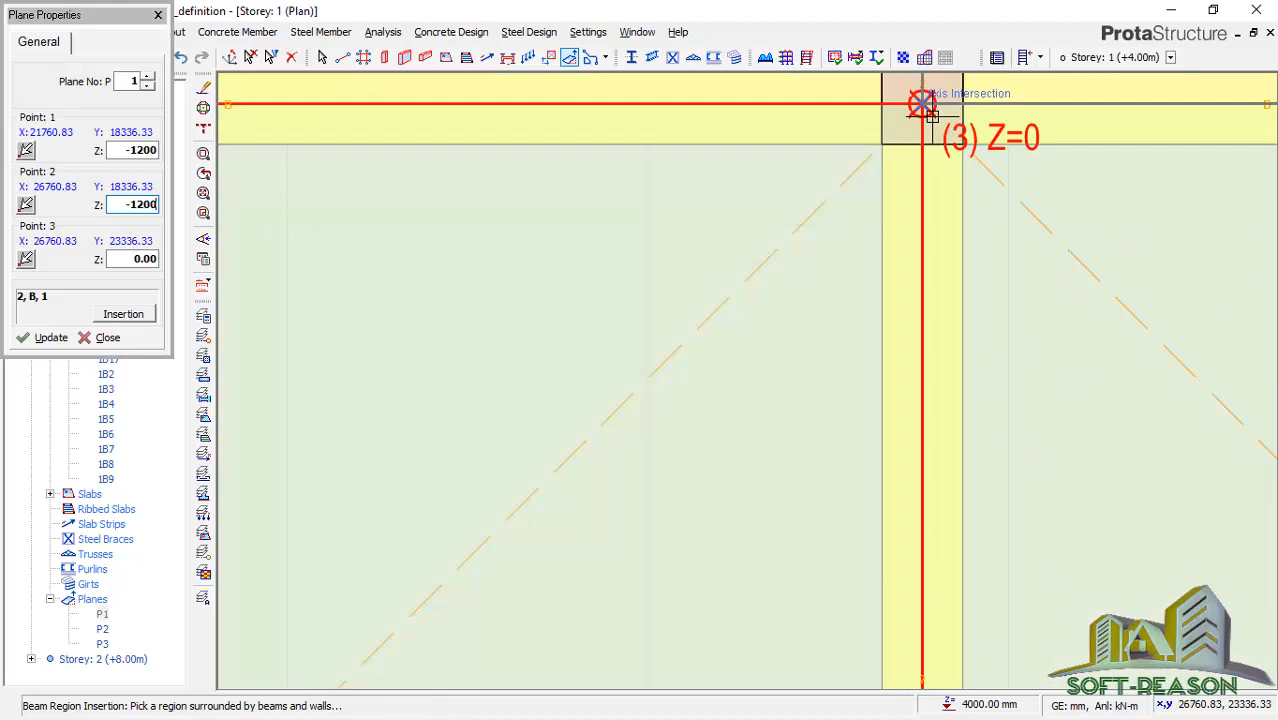 Plane Properties
_definition - [Storey: 1 (Plan)]
out Concrete Member Steel Member Analysis Concrete Design Steel Design Settings Window Help
ProtaStructure
General
Storey: 1 (+4.00m)
Plane No: P 1
Point: 1
X: 21760.83 Y: 18336.33
Z: -1200
Point: 2
X: 26760.83 Y: 18336.33
Z: -1200
Point: 3
X: 26760.83 Y: 23336.33
Z: 0.00
2, B, 1
Insertion
Update Close
Axis Intersection
(3) Z=0
1B17
1B2
1B3
1B4
1B5
1B6
1B7
1B8
1B9
Slabs
Ribbed Slabs
Slab Strips
Steel Braces
Trusses
Purlins
Girts
Planes
P1
P2
P3
Storey: 2 (+8.00m)
SOFT-REASON
Beam Region Insertion: Pick a region surrounded by beams and walls...
Z= 4000.00 mm
GE: mm, Anl: kN-m
x,y 26760.83, 23336.33